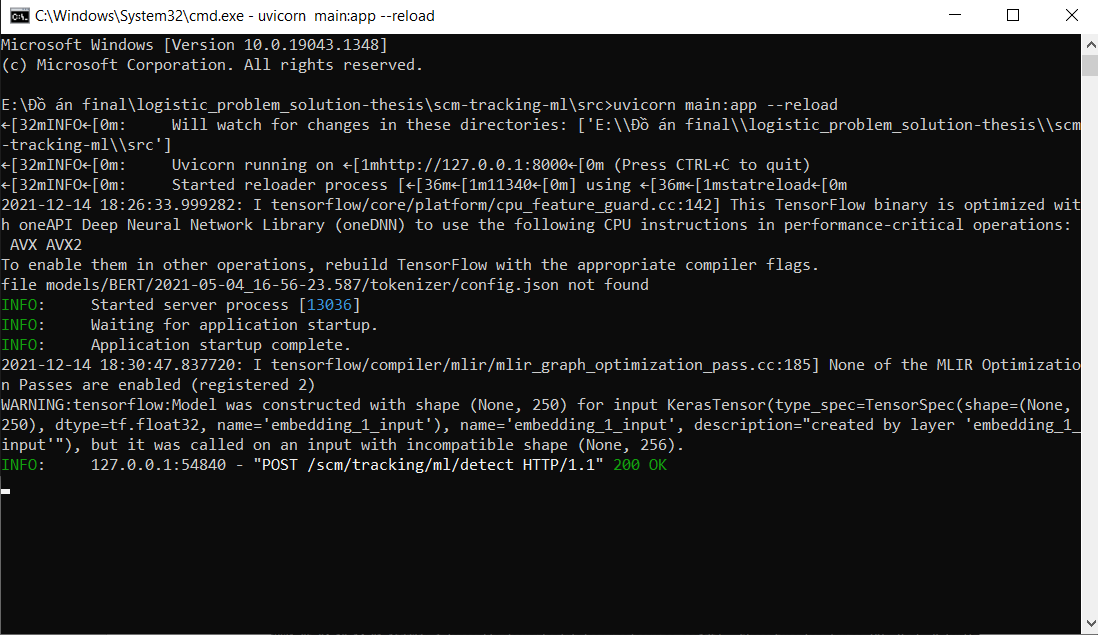 C:\Windows\System32\cmd.exe - uvicorn main:app --reload
Microsoft Windows [Version 10.0.19043.1348]
(c) Microsoft Corporation. All rights reserved.
E:\Đồ án final\logistic_problem_solution-thesis\scm-tracking-ml\src>uvicorn main:app --reload
←[32mINFO←[0m:     Will watch for changes in these directories: ['E:\\Đồ án final\\logistic_problem_solution-thesis\\scm
-tracking-ml\\src']
←[32mINFO←[0m:     Uvicorn running on ←[1mhttp://127.0.0.1:8000←[0m (Press CTRL+C to quit)
←[32mINFO←[0m:     Started reloader process [←[36m←[1m11340←[0m] using ←[36m←[1mstatreload←[0m
2021-12-14 18:26:33.999282: I tensorflow/core/platform/cpu_feature_guard.cc:142] This TensorFlow binary is optimized wit
h oneAPI Deep Neural Network Library (oneDNN) to use the following CPU instructions in performance-critical operations:
AVX AVX2
To enable them in other operations, rebuild TensorFlow with the appropriate compiler flags.
file models/BERT/2021-05-04_16-56-23.587/tokenizer/config.json not found
INFO:     Started server process [13036]
INFO:     Waiting for application startup.
INFO:     Application startup complete.
2021-12-14 18:30:47.837720: I tensorflow/compiler/mlir/mlir_graph_optimization_pass.cc:185] None of the MLIR Optimizatio
n Passes are enabled (registered 2)
WARNING:tensorflow:Model was constructed with shape (None, 250) for input KerasTensor(type_spec=TensorSpec(shape=(None,
250), dtype=tf.float32, name='embedding_1_input'), name='embedding_1_input', description="created by layer 'embedding_1_
input'"), but it was called on an input with incompatible shape (None, 256).
INFO:     127.0.0.1:54840 - "POST /scm/tracking/ml/detect HTTP/1.1" 200 OK